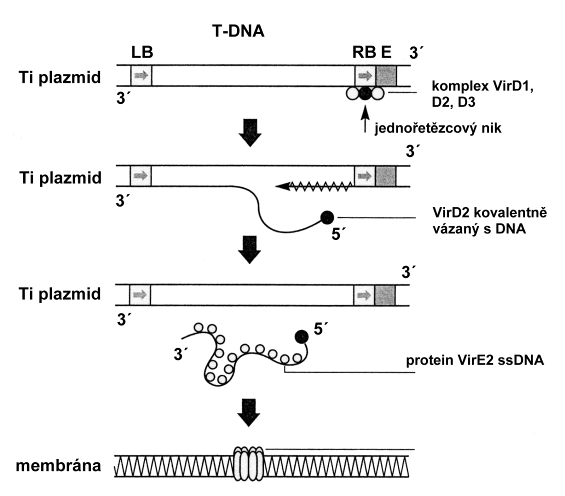 T-DNA
LB RB E 3´
Ti plazmid
3´
komplex VirD1,
D2, D3
jednořetězcový nik
3´
Ti plazmid
3´
VirD2 kovalentně
vázaný s DNA
5´
3´
Ti plazmid
3´
5´
3´
protein VirE2 ssDNA
membrána